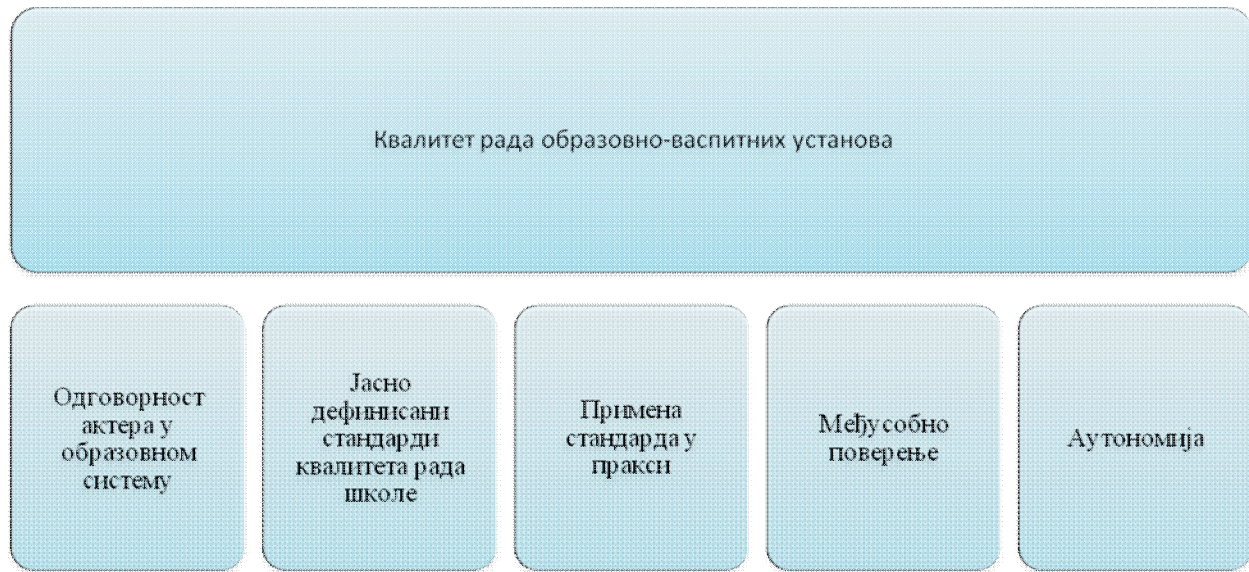 Квалитет рада образовно-васпитних установа
Одговорност
актера у
образовном
систему
Јасно
дефинисани
стандарди
квалитета рада
школе
Примена
стандарда у
пракси
Међусобно
поверење
Аутономија